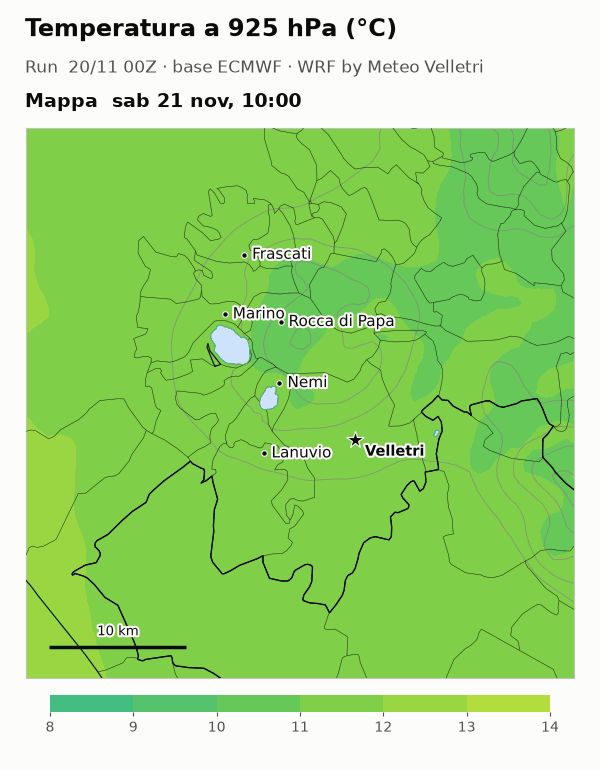 Temperatura a 925 hPa (°C)
Run  20/11 00Z · base ECMWF · WRF by Meteo Velletri
Mappa  sab 21 nov, 10:00
Frascati
Marino
Rocca di Papa
Nemi
Velletri
Lanuvio
10 km
8 9 10 11 12 13 14